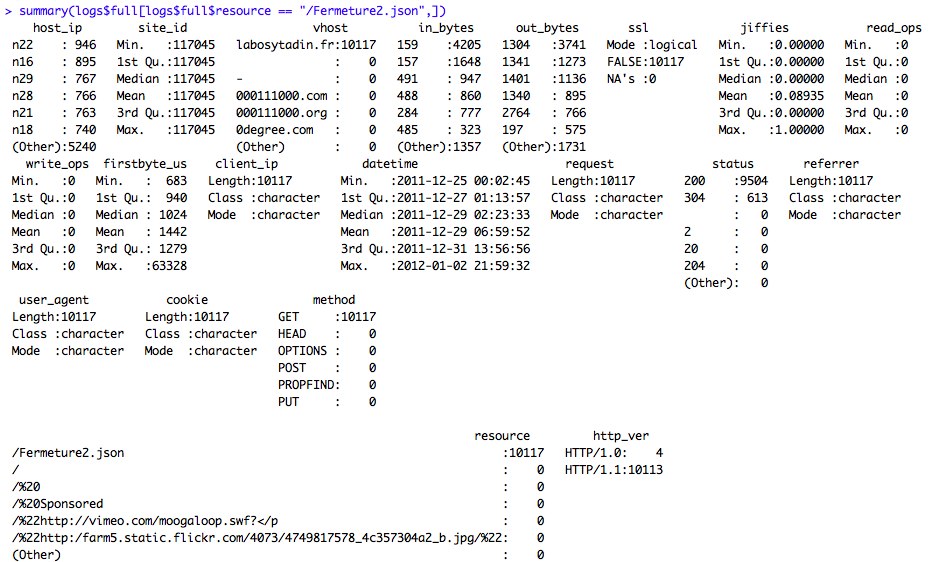 > summary(logs$full[logs$full$resource == "/Fermeture2.json",])
host_ip site_id vhost in_bytes out_bytes ssl jiffies read_ops
n22 : 946 Min. :117045 labosytadin.fr:10117 159 :4205 1304 :3741 Mode :logical Min. :0.00000 Min. :0
n16 : 895 1st Qu.:117045 : 0 157 :1648 1341 :1273 FALSE:10117 1st Qu.:0.00000 1st Qu.:0
n29 : 767 Median :117045 - : 0 491 : 947 1401 :1136 NA's :0 Median :0.00000 Median :0
n28 : 766 Mean :117045 000111000.com : 0 488 : 860 1340 : 895 Mean :0.08935 Mean :0
n21 : 763 3rd Qu.:117045 000111000.org : 0 284 : 777 2764 : 766 3rd Qu.:0.00000 3rd Qu.:0
n18 : 740 Max. :117045 0degree.com : 0 485 : 323 197 : 575 Max. :1.00000 Max. :0
(Other):5240 (Other) : 0 (Other):1357 (Other):1731
write_ops firstbyte_us client_ip datetime request status referrer
Min. :0 Min. : 683 Length:10117 Min. :2011-12-25 00:02:45 Length:10117 200 :9504 Length:10117
1st Qu.:0 1st Qu.: 940 Class :character 1st Qu.:2011-12-27 01:13:57 Class :character 304 : 613 Class :character
Median :0 Median : 1024 Mode :character Median :2011-12-29 02:23:33 Mode :character : 0 Mode :character
Mean :0 Mean : 1442 Mean :2011-12-29 06:59:52 2 : 0
3rd Qu.:0 3rd Qu.: 1279 3rd Qu.:2011-12-31 13:56:56 20 : 0
Max. :0 Max. :63328 Max. :2012-01-02 21:59:32 204 : 0
(Other): 0
user_agent cookie method
Length:10117 Length:10117 GET :10117
Class :character Class :character HEAD : 0
Mode :character Mode :character OPTIONS : 0
POST : 0
PROPFIND: 0
PUT : 0
resource http_ver
/Fermeture2.json :10117 HTTP/1.0: 4
/ : 0 HTTP/1.1:10113
/%20 : 0
/%20Sponsored : 0
/%22http://vimeo.com/moogaloop.swf?</p : 0
/%22http:/farm5.static.flickr.com/4073/4749817578_4c357304a2_b.jpg/%22: 0
(Other) : 0